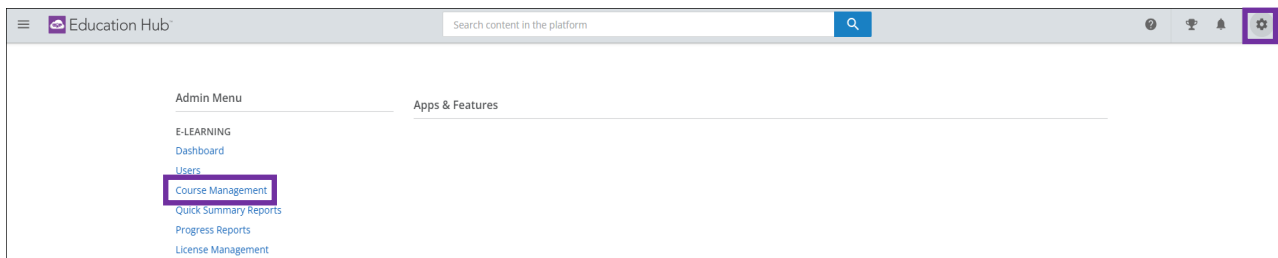 Education Hub™
Search content in the platform
Admin Menu
Apps & Features
E-LEARNING
Dashboard
Users
Course Management
Quick Summary Reports
Progress Reports
License Management